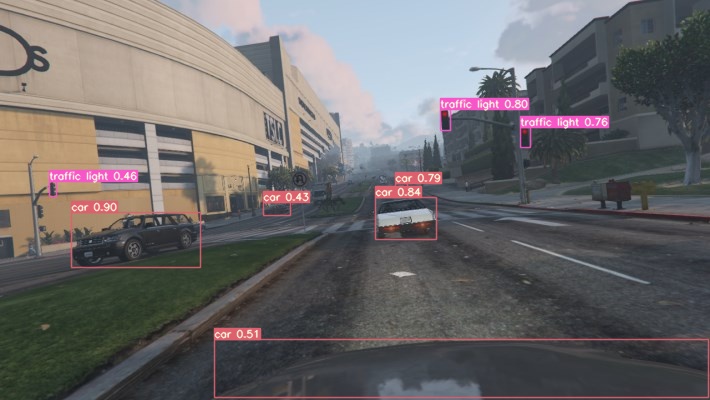 traffic light 0.80
traffic light 0.76
traffic light 0.46
car 0.79
car 0.84
car 0.43
car 0.90
car 0.51